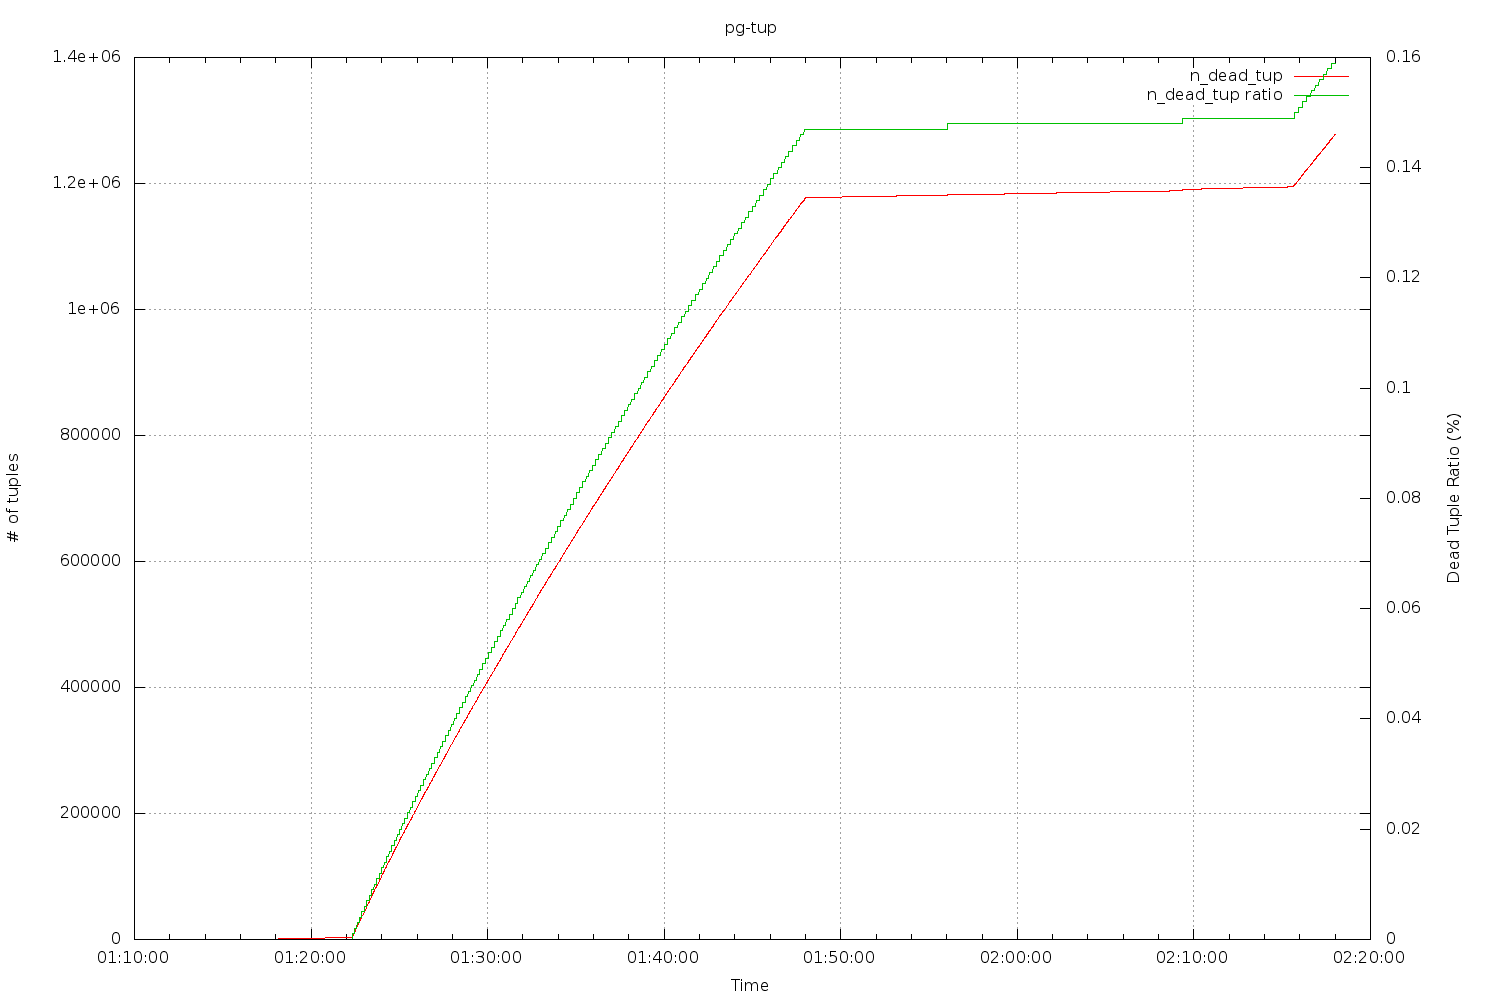 pg-tup
1.4e+06
1.2e+06
1e+06
800000
600000
400000
200000
0
0.16
0.14
0.12
0.1
0.08
0.06
0.04
0.02
0
n_dead_tup
n_dead_tup ratio
# of tuples
Dead Tuple Ratio (%)
01:10:00 01:20:00 01:30:00 01:40:00 01:50:00 02:00:00 02:10:00 02:20:00
Time